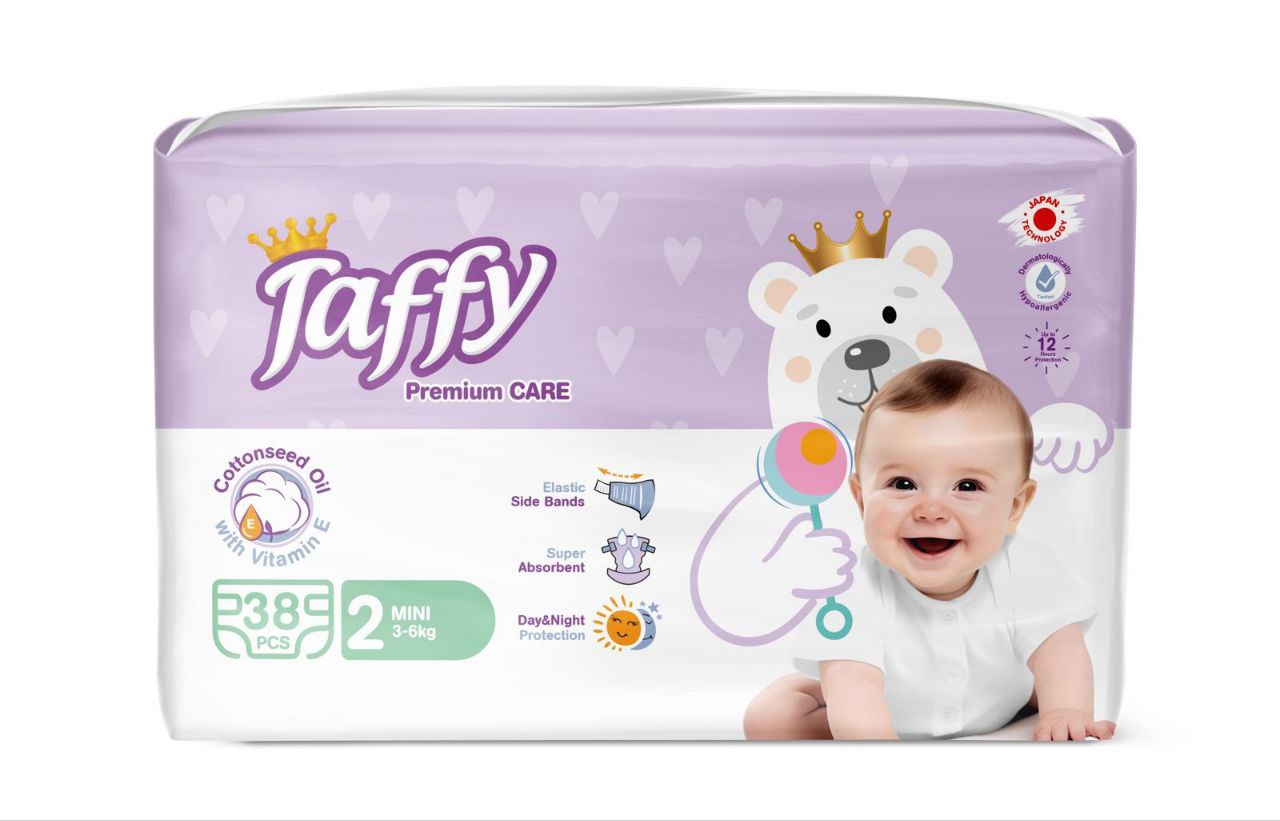 Taffy
Premium CARE
JAPAN
TECHNOLOGY
Dermatologically
Tested
Hypoallergenic
Up to
12
Hours
Protection
Cottonseed Oil
E
with Vitamin E
Elastic
Side Bands
Super
Absorbent
Day&Night
Protection
38
PCS
2
MINI
3-6kg